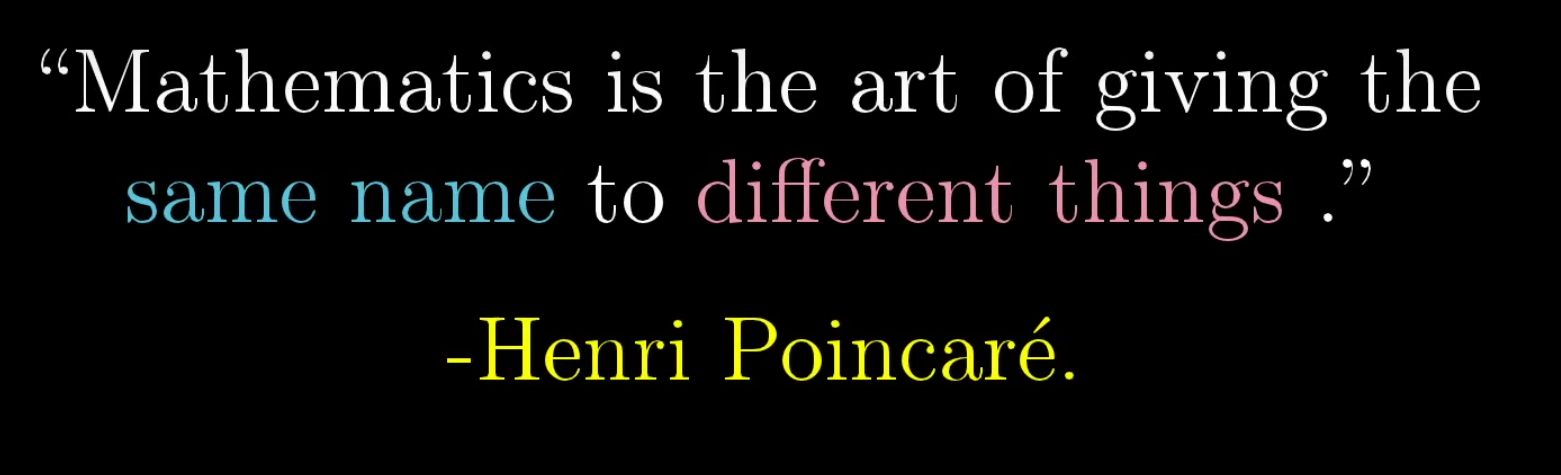 “Mathematics is the art of giving the
same name to different things .”
-Henri Poincaré.